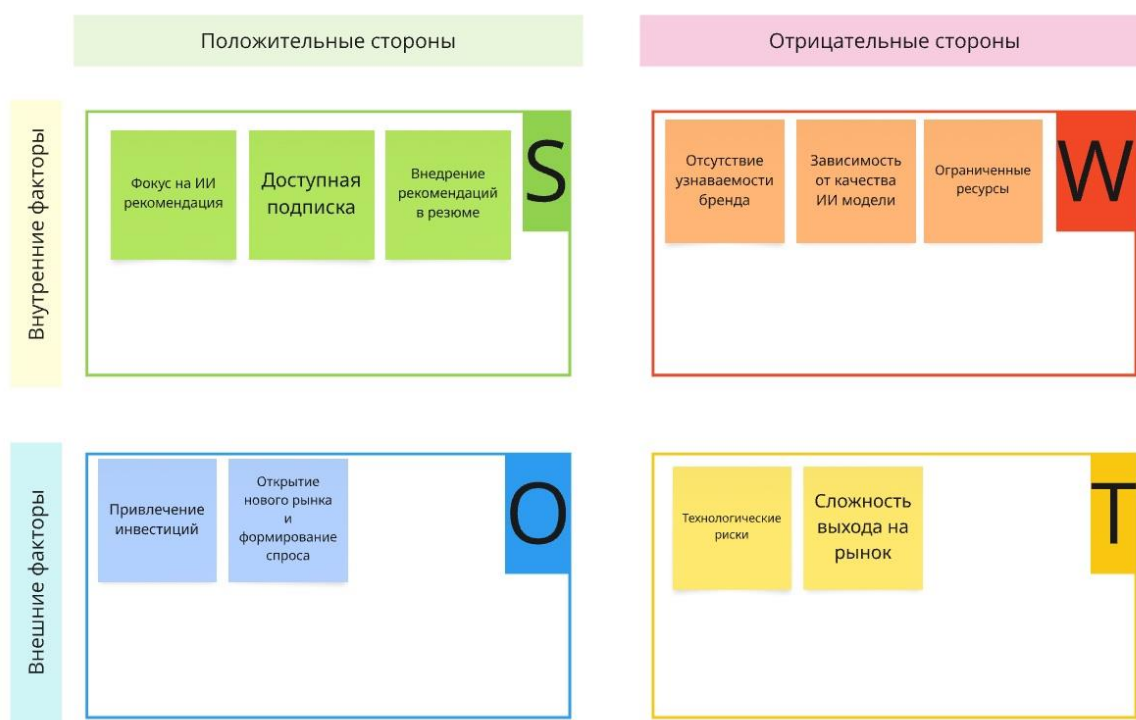 Положительные стороны
Отрицательные стороны
Внутренние факторы
Фокус на ИИ
рекомендация
Доступная
подписка
Внедрение
рекомендаций
в резюме
S
Отсутствие
узнаваемости
бренда
Зависимость
от качества
ИИ модели
Ограниченные
ресурсы
W
Внешние факторы
Привлечение
инвестиций
Открытие
нового рынка
и
формирование
спроса
O
Технологические
риски
Сложность
выхода на
рынок
T